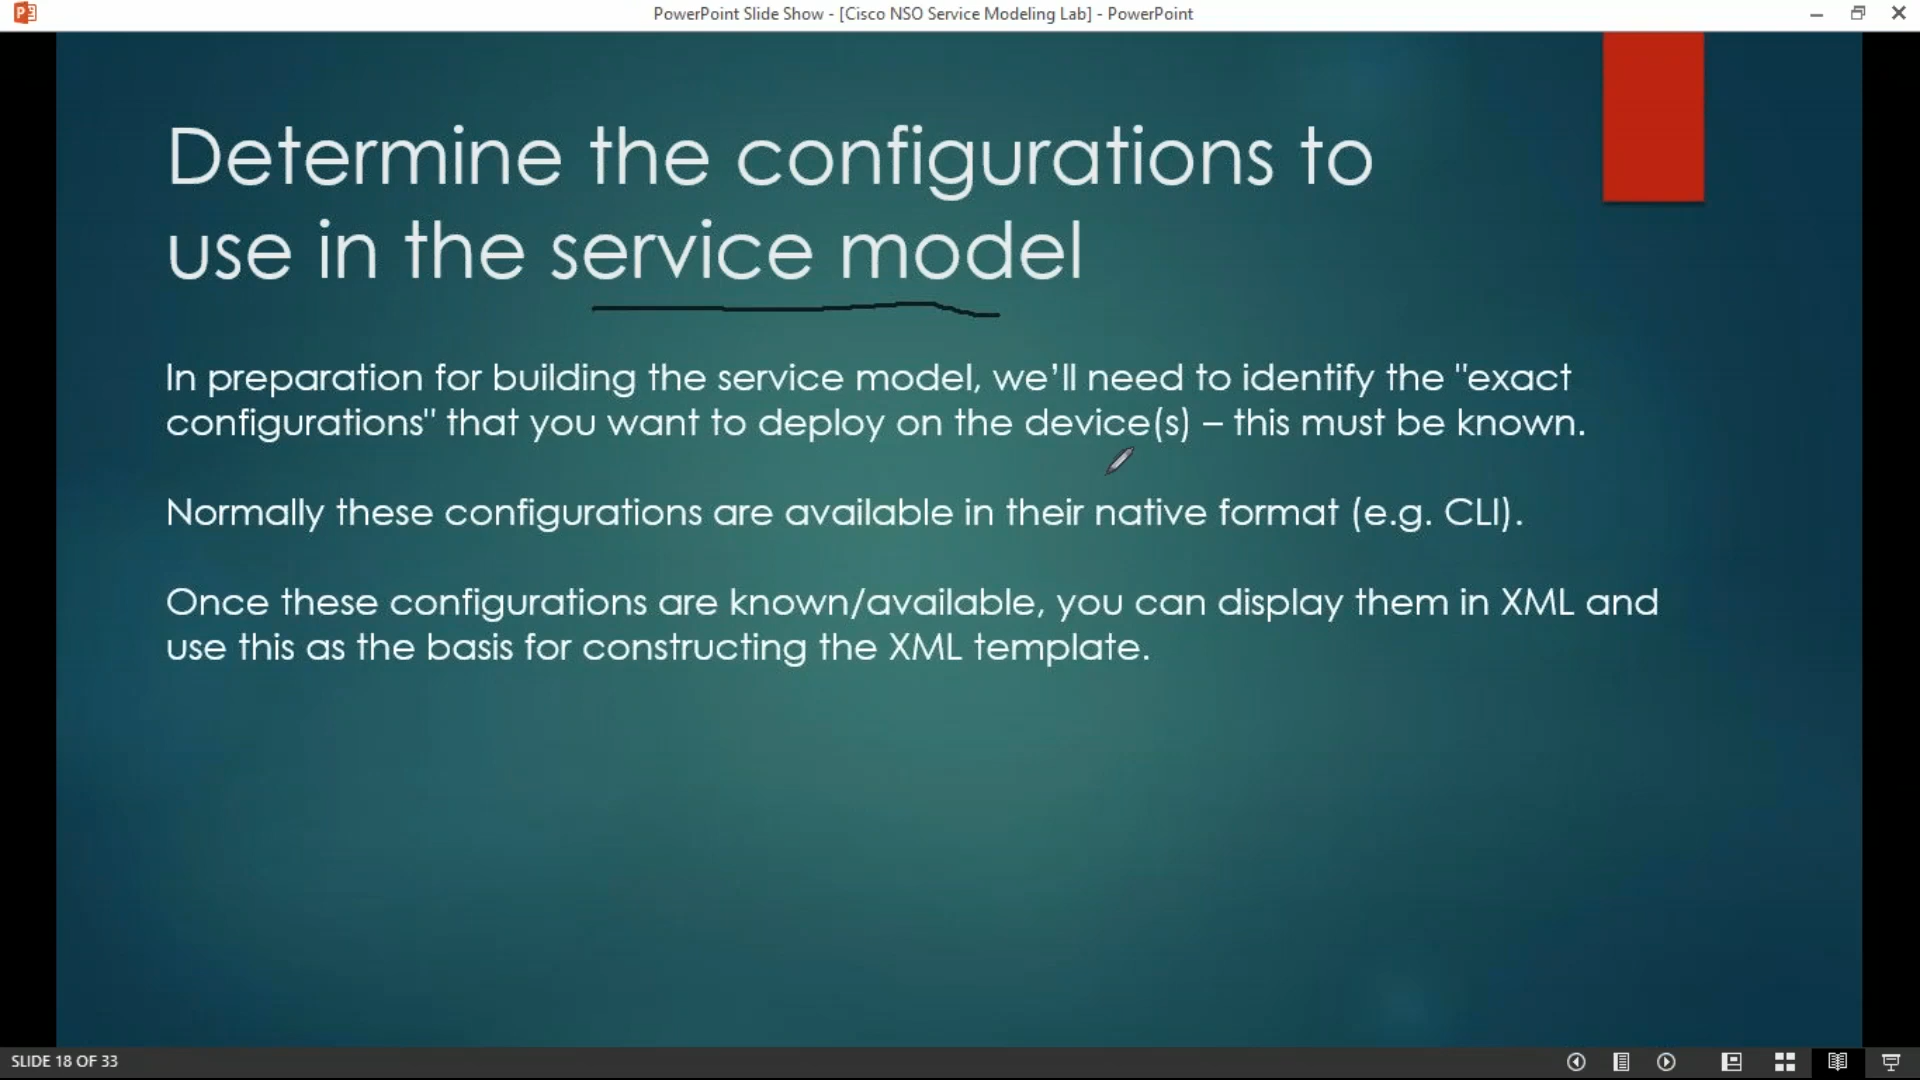 PowerPoint Slide Show - [Cisco NSO Service Modeling Lab] - PowerPoint
Determine the configurations to
use in the service model
In preparation for building the service model, we’ll need to identify the "exact
configurations" that you want to deploy on the device(s) – this must be known.
Normally these configurations are available in their native format (e.g. CLI).
Once these configurations are known/available, you can display them in XML and
use this as the basis for constructing the XML template.
SLIDE 18 OF 33